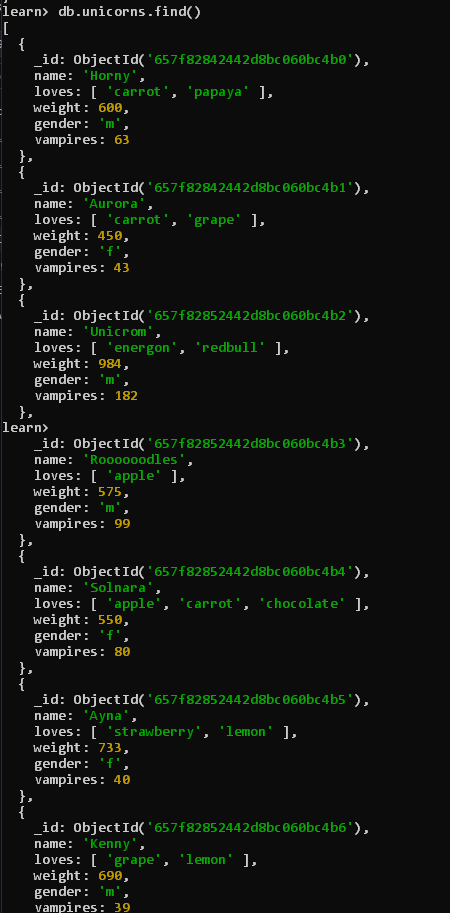 learn> db.unicorns.find()
[
  {
    _id: ObjectId('657f82842442d8bc060bc4b0'),
    name: 'Horny',
    loves: [ 'carrot', 'papaya' ],
    weight: 600,
    gender: 'm',
    vampires: 63
  },
  {
    _id: ObjectId('657f82842442d8bc060bc4b1'),
    name: 'Aurora',
    loves: [ 'carrot', 'grape' ],
    weight: 450,
    gender: 'f',
    vampires: 43
  },
  {
    _id: ObjectId('657f82852442d8bc060bc4b2'),
    name: 'Unicrom',
    loves: [ 'energon', 'redbull' ],
    weight: 984,
    gender: 'm',
    vampires: 182
  },
learn>
    _id: ObjectId('657f82852442d8bc060bc4b3'),
    name: 'Roooooodles',
    loves: [ 'apple' ],
    weight: 575,
    gender: 'm',
    vampires: 99
  },
  {
    _id: ObjectId('657f82852442d8bc060bc4b4'),
    name: 'Solnara',
    loves: [ 'apple', 'carrot', 'chocolate' ],
    weight: 550,
    gender: 'f',
    vampires: 80
  },
  {
    _id: ObjectId('657f82852442d8bc060bc4b5'),
    name: 'Ayna',
    loves: [ 'strawberry', 'lemon' ],
    weight: 733,
    gender: 'f',
    vampires: 40
  },
  {
    _id: ObjectId('657f82852442d8bc060bc4b6'),
    name: 'Kenny',
    loves: [ 'grape', 'lemon' ],
    weight: 690,
    gender: 'm',
    vampires: 39